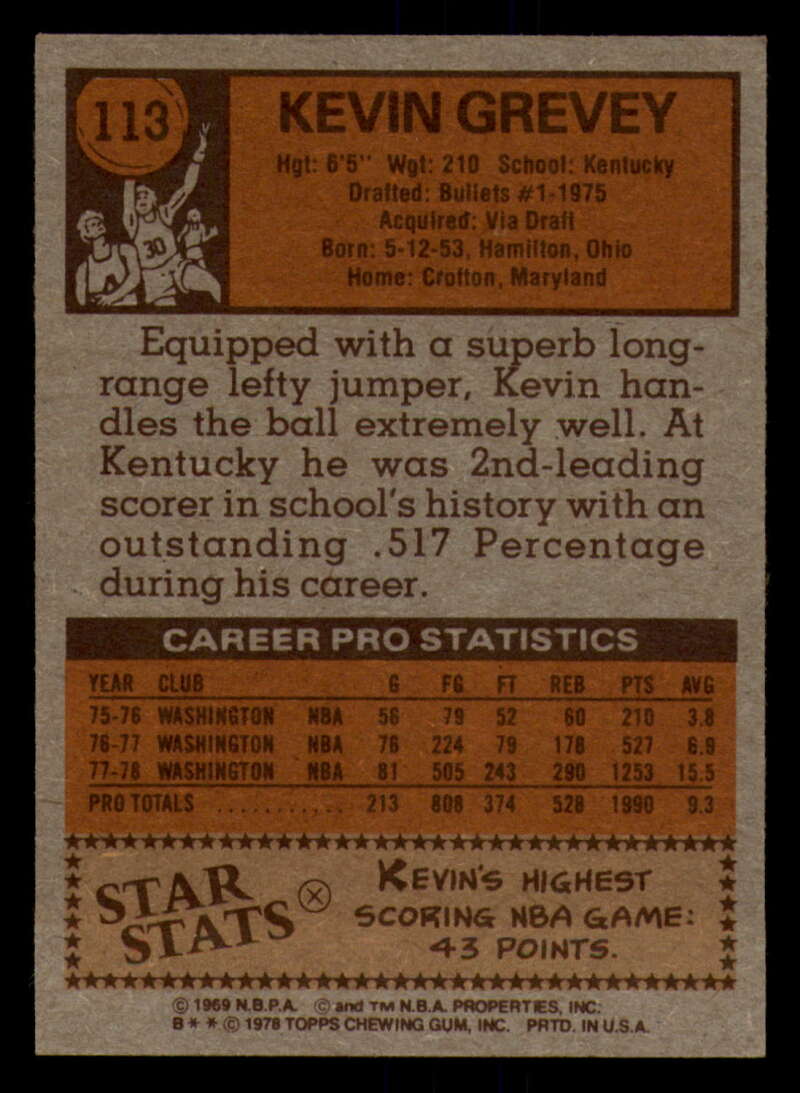 113
30
KEVIN GREVEY
Hgt: 6'5" Wgt: 210 School: Kentucky
Drafted: Bullets #1-1975
Acquired: Via Draft
Born: 5-12-53, Hamilton, Ohio
Home: Crofton, Maryland
Equipped with a superb long-
range lefty jumper, Kevin han-
dles the ball extremely well. At
Kentucky he was 2nd-leading
scorer in school's history with an
outstanding .517 Percentage
during his career.
CAREER PRO STATISTICS
YEAR CLUB G FG FT REB PTS AVG
75-76 WASHINGTON NBA 56 79 52 60 210 3.8
76-77 WASHINGTON NBA 76 224 79 178 527 6.9
77-78 WASHINGTON NBA 81 505 243 290 1253 15.5
PRO TOTALS ........... 213 808 374 528 1990 9.3
STAR
STATS
KEVIN'S HIGHEST
SCORING NBA GAME:
43 POINTS.
© 1969 N.B.P.A. © and TM N.B.A. PROPERTIES, INC.
B * * © 1978 TOPPS CHEWING GUM, INC. PRTD. IN U.S.A.